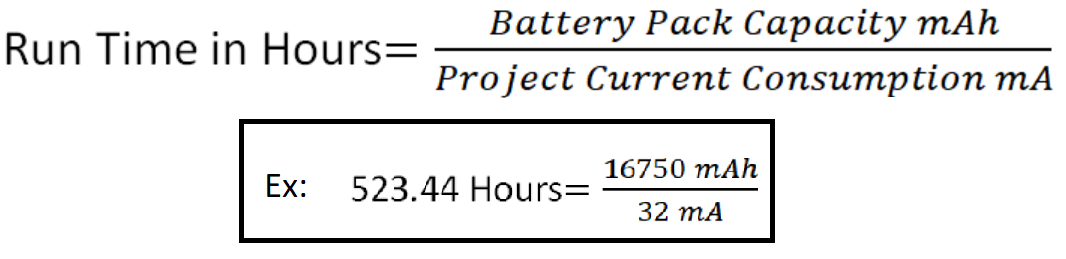 Run Time in Hours= Battery Pack Capacity mAh
Project Current Consumption mA
Ex: 523.44 Hours= 16750 mAh
32 mA